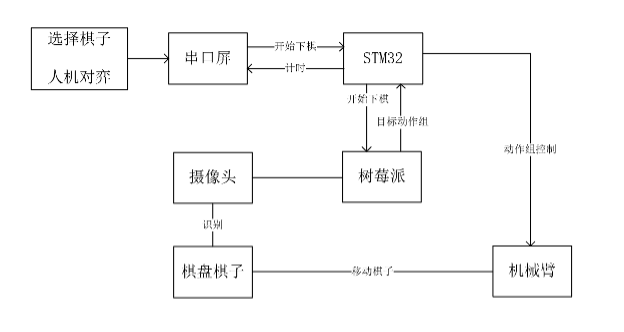 选择棋子
人机对弈
串口屏
开始下棋
计时
STM32
开始下棋
目标动作组
动作组控制
摄像头
树莓派
识别
棋盘棋子
移动棋子
机械臂